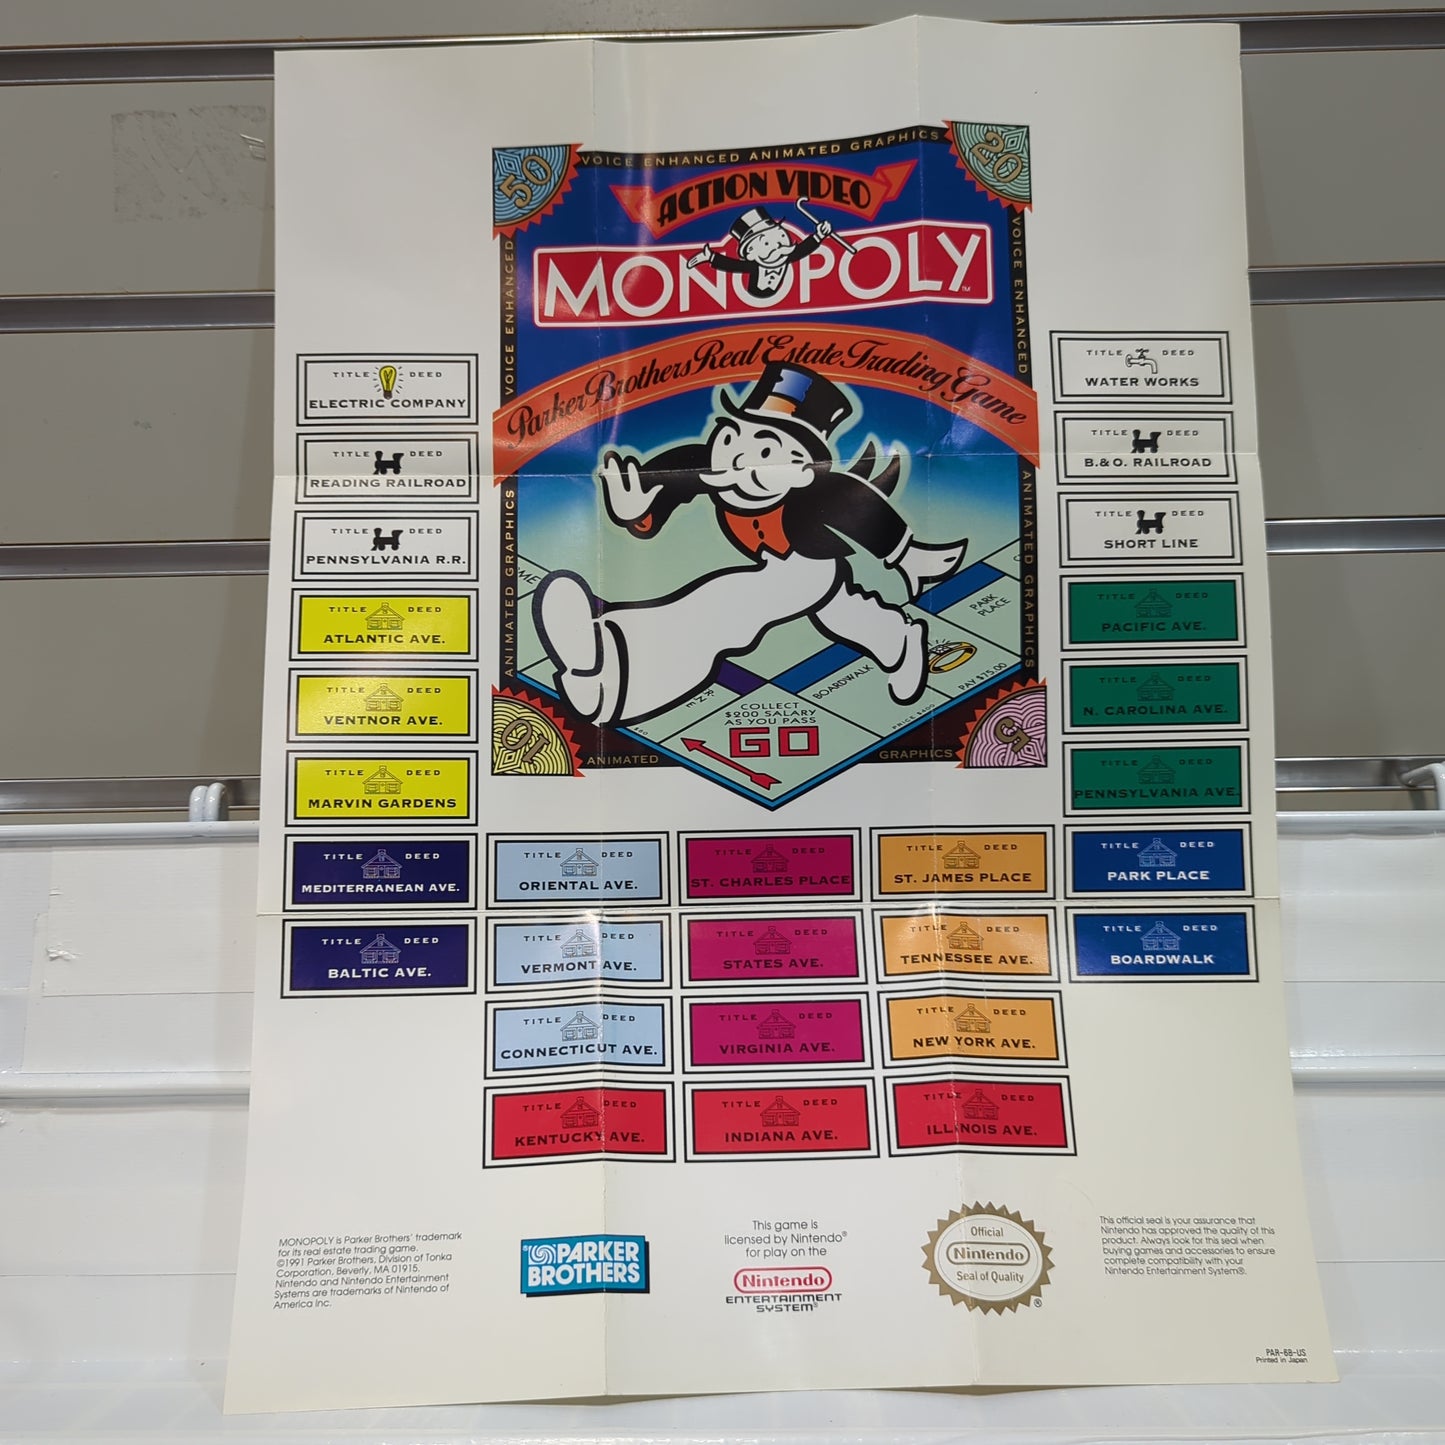 VOICE ENHANCED ANIMATED GRAPHICS
50
20
ACTION VIDEO
MONOPOLY
TM
VOICE ENHANCED
VOICE ENHANCED
Parker Brothers Real Estate Trading Game
ANIMATED GRAPHICS
ANIMATED GRAPHICS
PARK
PLACE
BOARDWALK
PAY $75.00
PRICE $400
COLLECT
$200 SALARY
AS YOU PASS
GO
10
5
ANIMATED
GRAPHICS
TITLE DEED
ELECTRIC COMPANY
TITLE DEED
READING RAILROAD
TITLE DEED
PENNSYLVANIA R.R.
TITLE DEED
ATLANTIC AVE.
TITLE DEED
VENTNOR AVE.
TITLE DEED
MARVIN GARDENS
TITLE DEED
MEDITERRANEAN AVE.
TITLE DEED
BALTIC AVE.
TITLE DEED
ORIENTAL AVE.
TITLE DEED
VERMONT AVE.
TITLE DEED
CONNECTICUT AVE.
TITLE DEED
KENTUCKY AVE.
TITLE DEED
ST. CHARLES PLACE
TITLE DEED
STATES AVE.
TITLE DEED
VIRGINIA AVE.
TITLE DEED
INDIANA AVE.
TITLE DEED
ST. JAMES PLACE
TITLE DEED
TENNESSEE AVE.
TITLE DEED
NEW YORK AVE.
TITLE DEED
ILLINOIS AVE.
TITLE DEED
WATER WORKS
TITLE DEED
B.&O. RAILROAD
TITLE DEED
SHORT LINE
TITLE DEED
PACIFIC AVE.
TITLE DEED
N. CAROLINA AVE.
TITLE DEED
PENNSYLVANIA AVE.
TITLE DEED
PARK PLACE
TITLE DEED
BOARDWALK
MONOPOLY is Parker Brothers' trademark
for its real estate trading game.
©1991 Parker Brothers, Division of Tonka
Corporation, Beverly, MA 01915.
Nintendo and Nintendo Entertainment
Systems are trademarks of Nintendo of
America Inc.
PARKER
BROTHERS
This game is
licensed by Nintendo®
for play on the
Nintendo
ENTERTAINMENT
SYSTEM®
Official
Nintendo
Seal of Quality
®
This official seal is your assurance that
Nintendo has approved the quality of this
product. Always look for this seal when
buying games and accessories to ensure
complete compatibility with your
Nintendo Entertainment System®.
PAR-6B-US
Printed in Japan